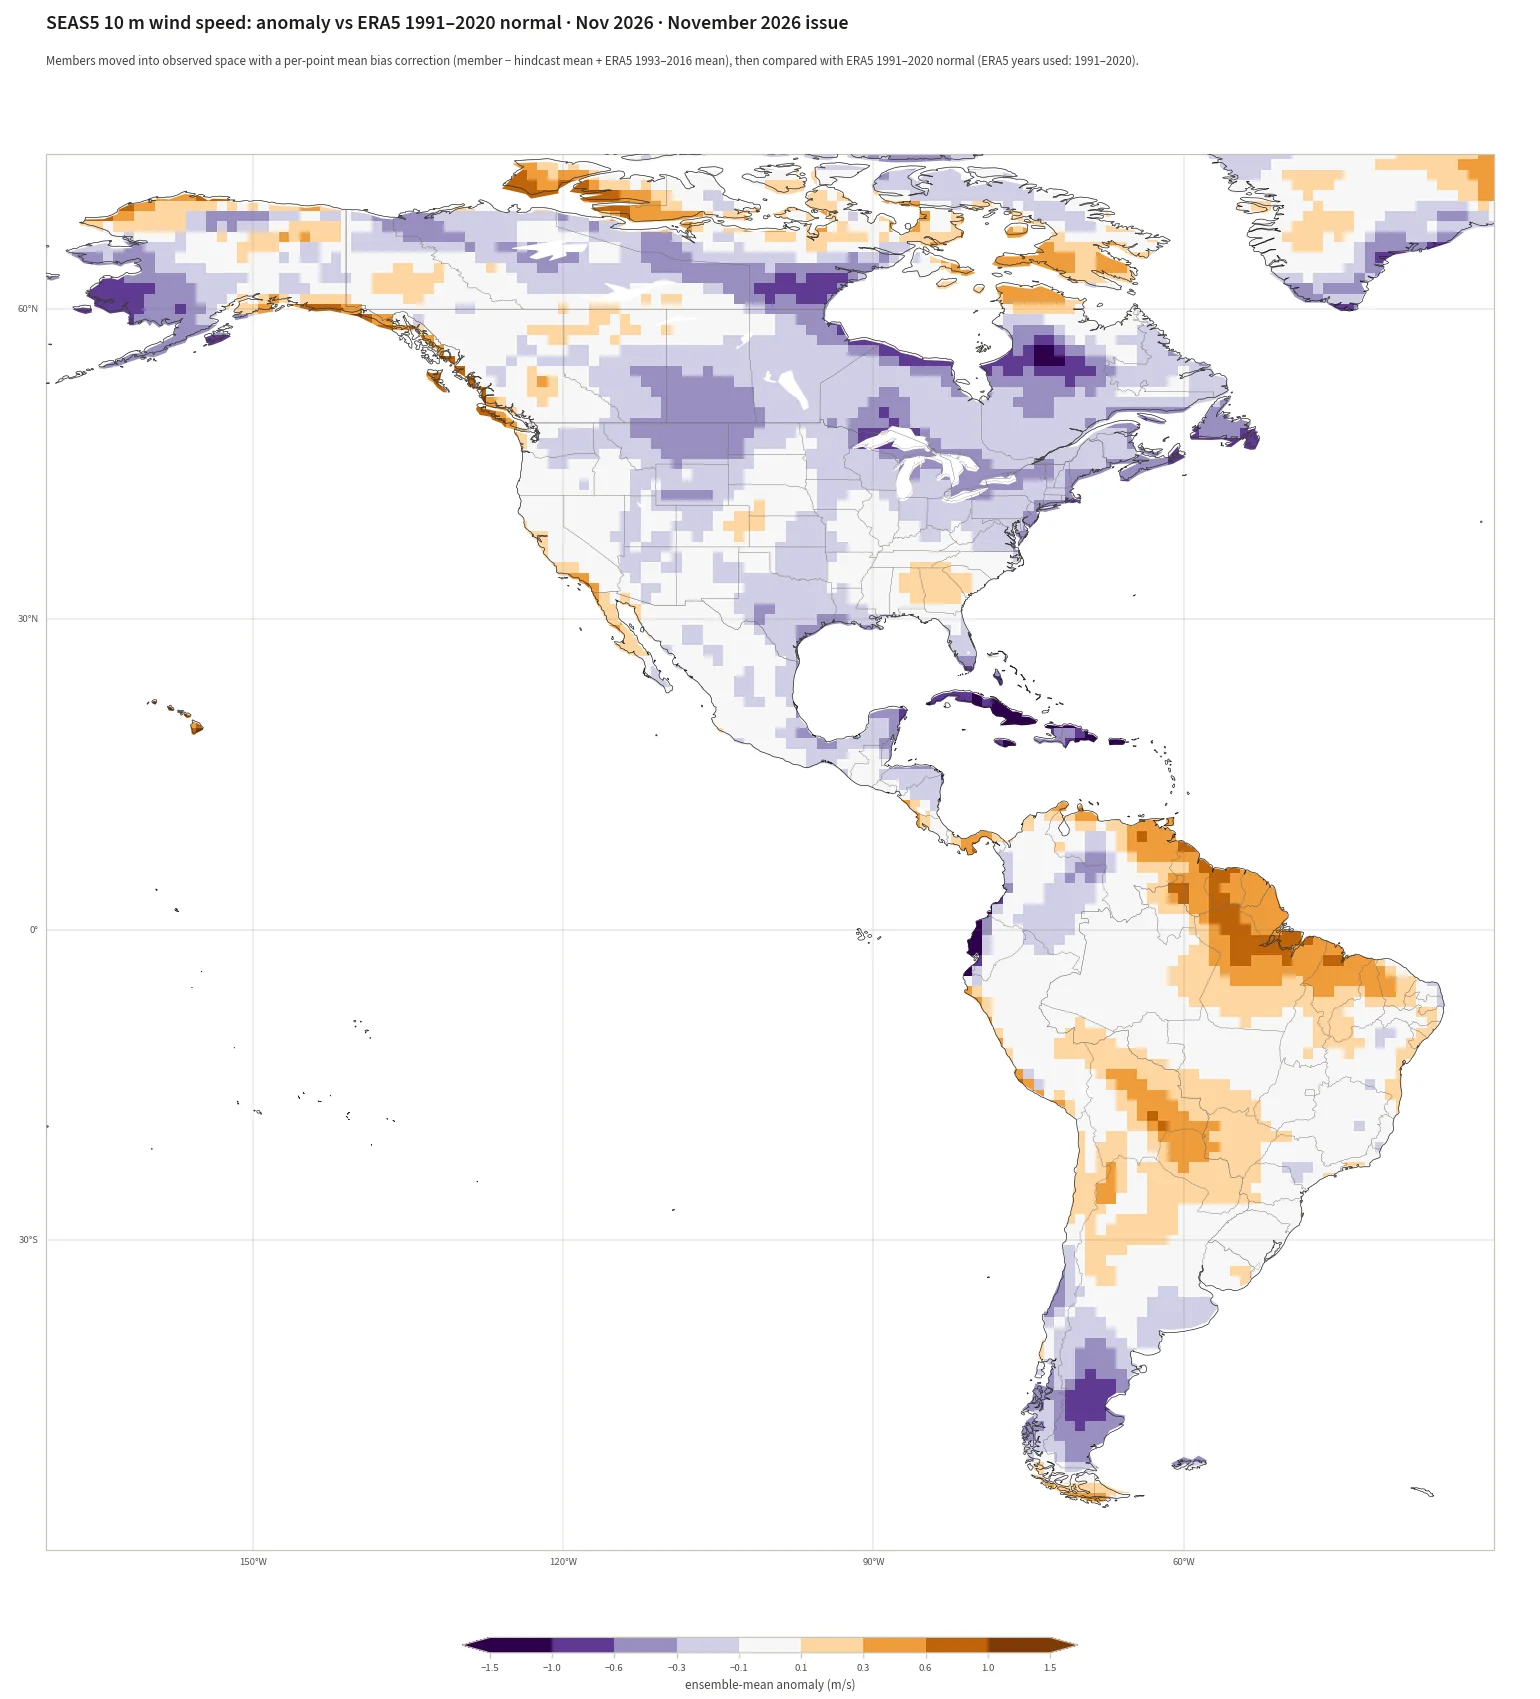 SEAS5 10 m wind speed: anomaly vs ERA5 1991–2020 normal · Nov 2026 · November 2026 issue
Members moved into observed space with a per-point mean bias correction (member − hindcast mean + ERA5 1993–2016 mean), then compared with ERA5 1991–2020 normal (ERA5 years used: 1991–2020).
60°N
30°N
0°
30°S
150°W 120°W 90°W 60°W
−1.5 −1.0 −0.6 −0.3 −0.1 0.1 0.3 0.6 1.0 1.5
ensemble-mean anomaly (m/s)